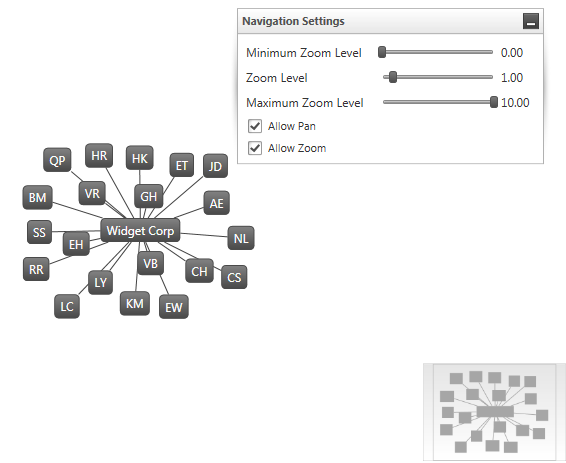 Navigation Settings
Minimum Zoom Level 0.00
Zoom Level 1.00
Maximum Zoom Level 10.00
Allow Pan
Allow Zoom
QP
HR
HK
ET
JD
BM
VR
GH
AE
SS
EH
Widget Corp
NL
RR
LY
VB
CH
CS
LC
KM
EW